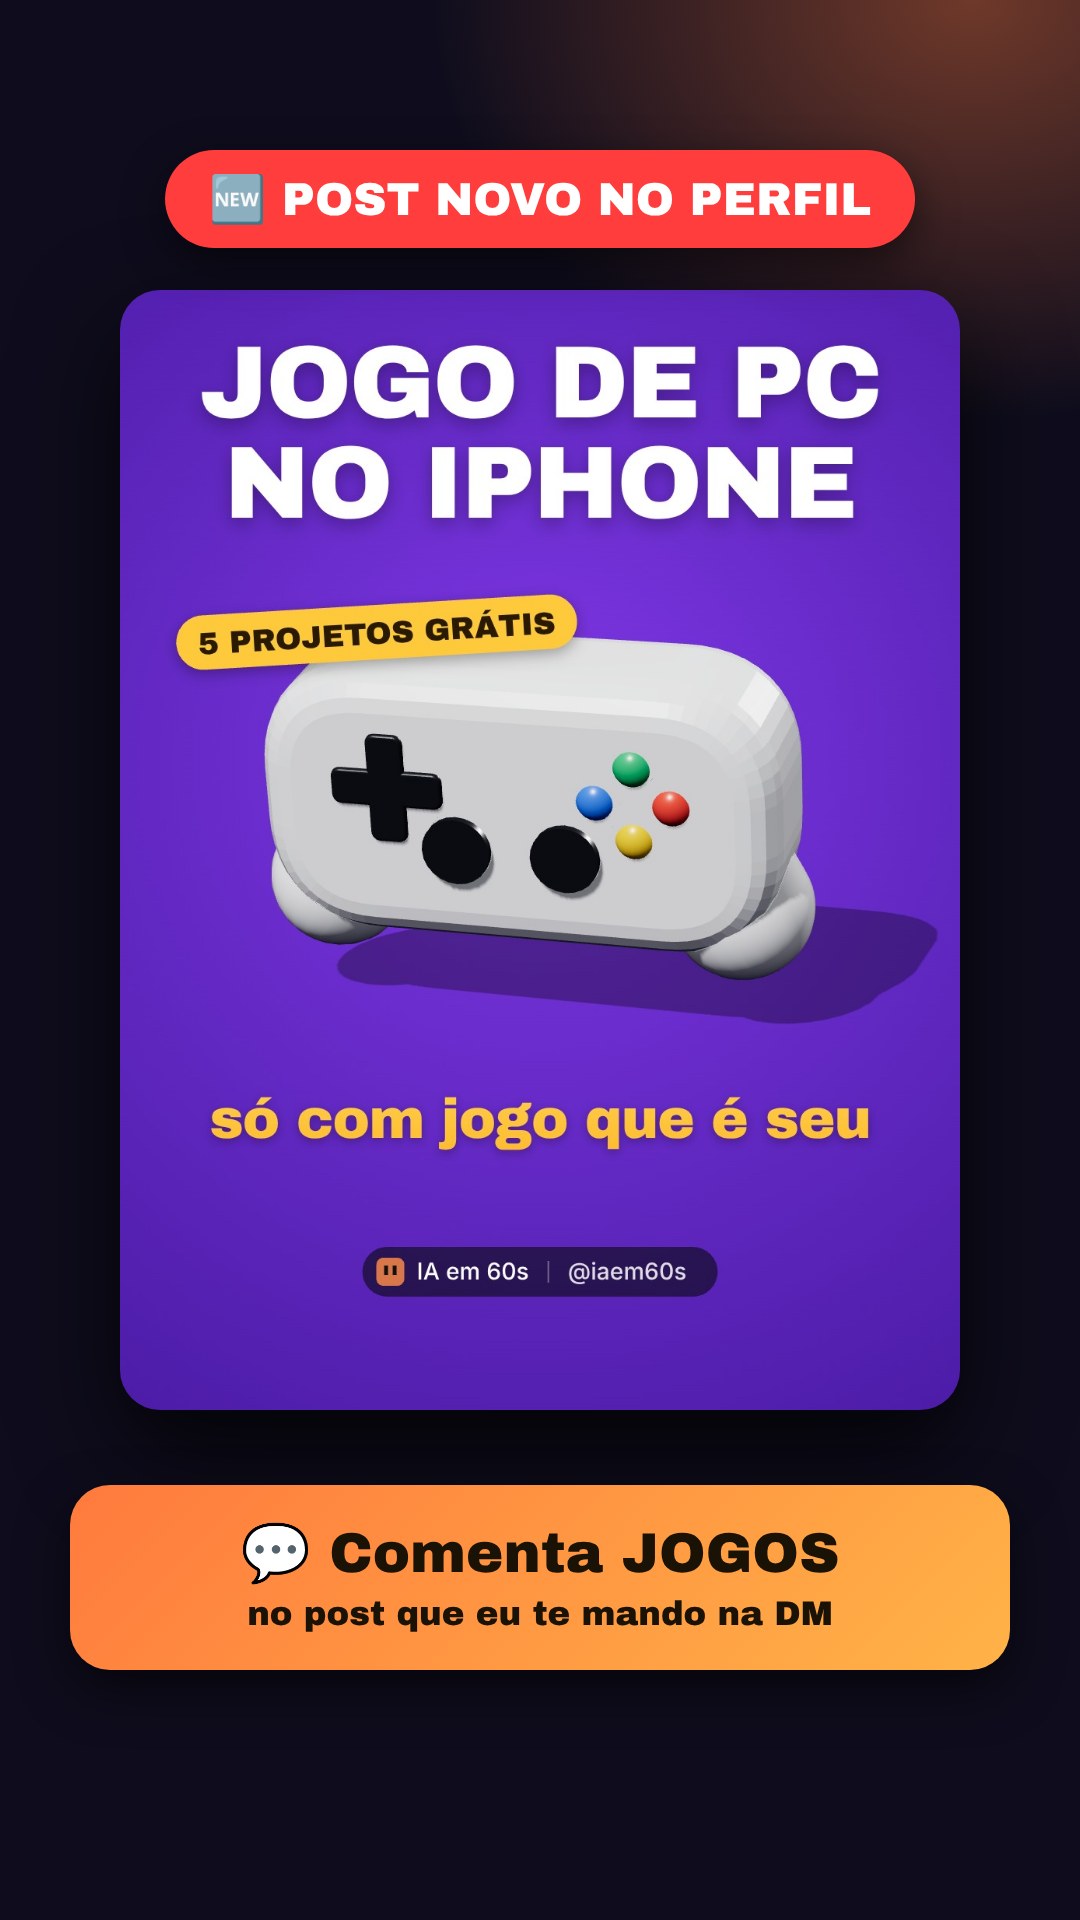 🆕 POST NOVO NO PERFIL
JOGO DE PC
NO IPHONE
5 PROJETOS GRÁTIS
só com jogo que é seu
IA em 60s | @iaem60s
💬 Comenta JOGOS
no post que eu te mando na DM